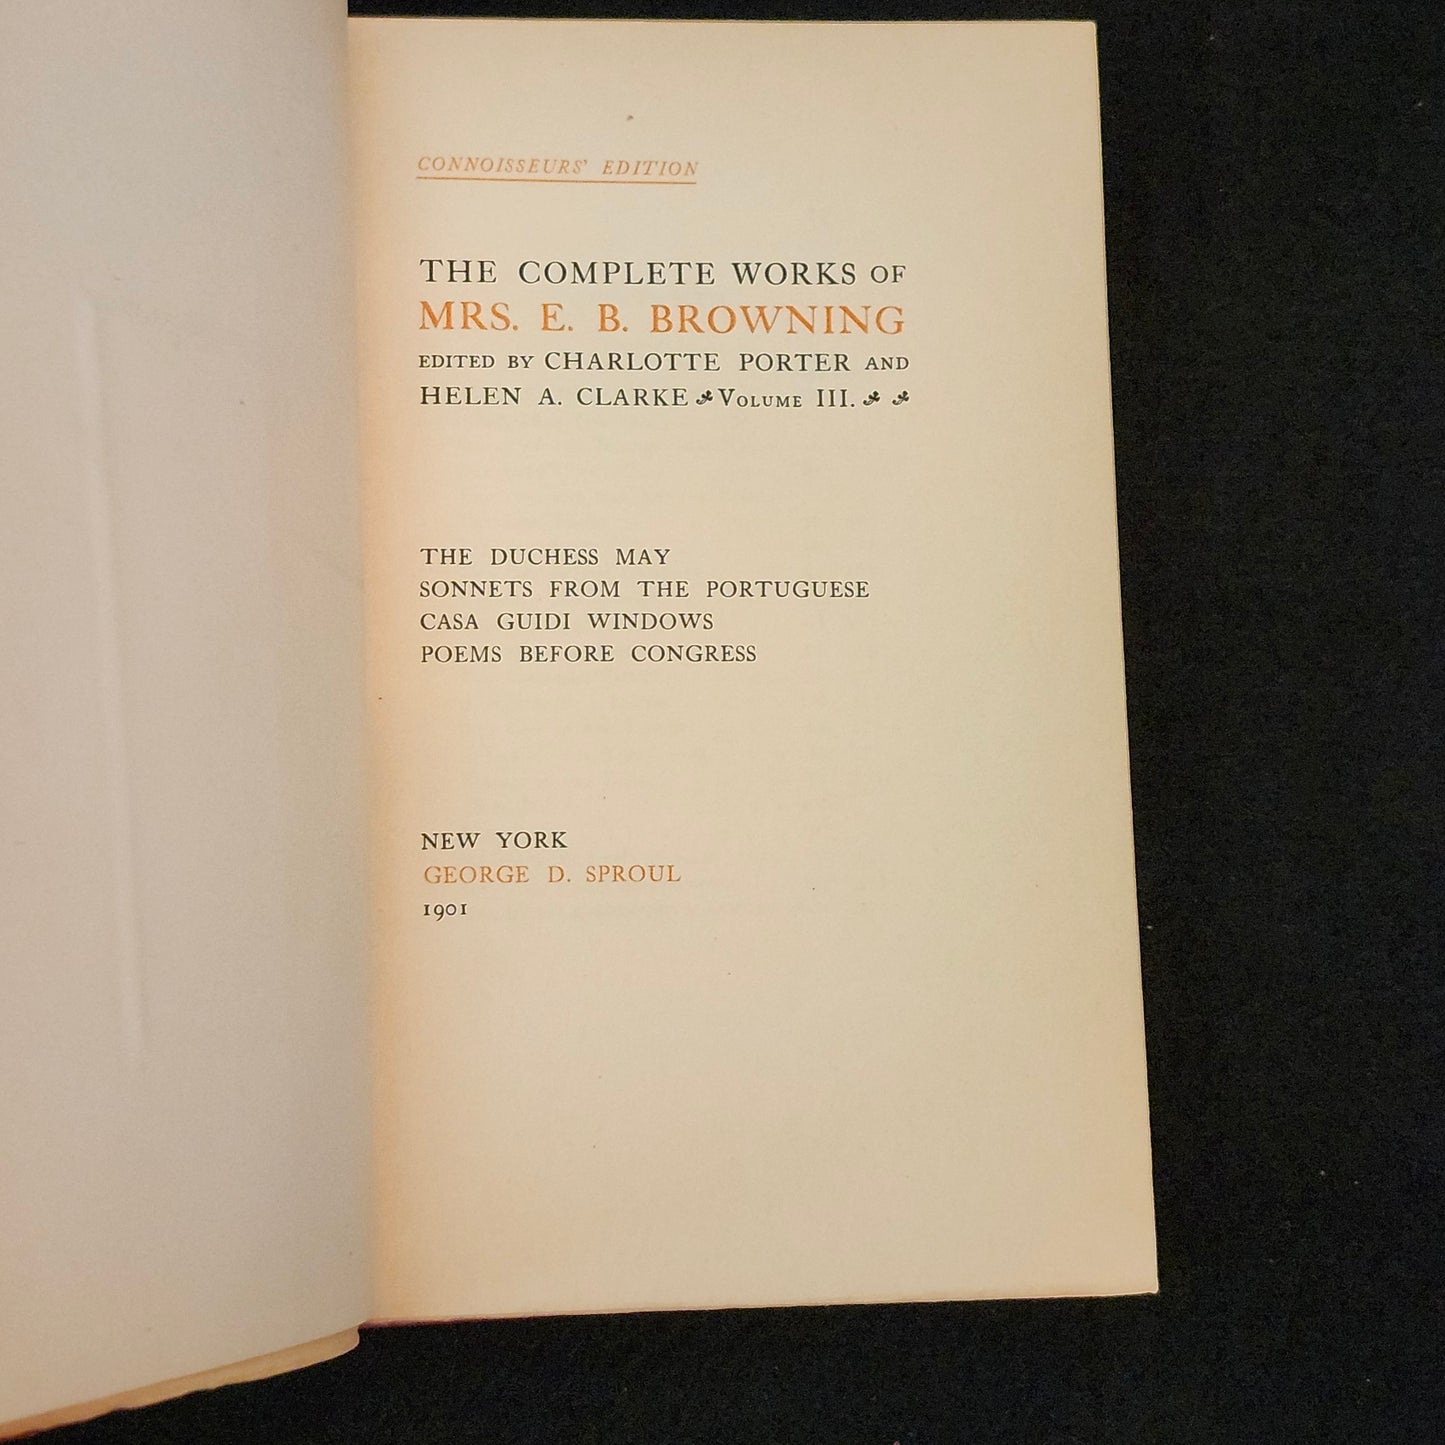 CONNOISSEURS' EDITION
THE COMPLETE WORKS OF
MRS. E. B. BROWNING
EDITED BY CHARLOTTE PORTER AND
HELEN A. CLARKE VOLUME III.
THE DUCHESS MAY
SONNETS FROM THE PORTUGUESE
CASA GUIDI WINDOWS
POEMS BEFORE CONGRESS
NEW YORK
GEORGE D. SPROUL
1901